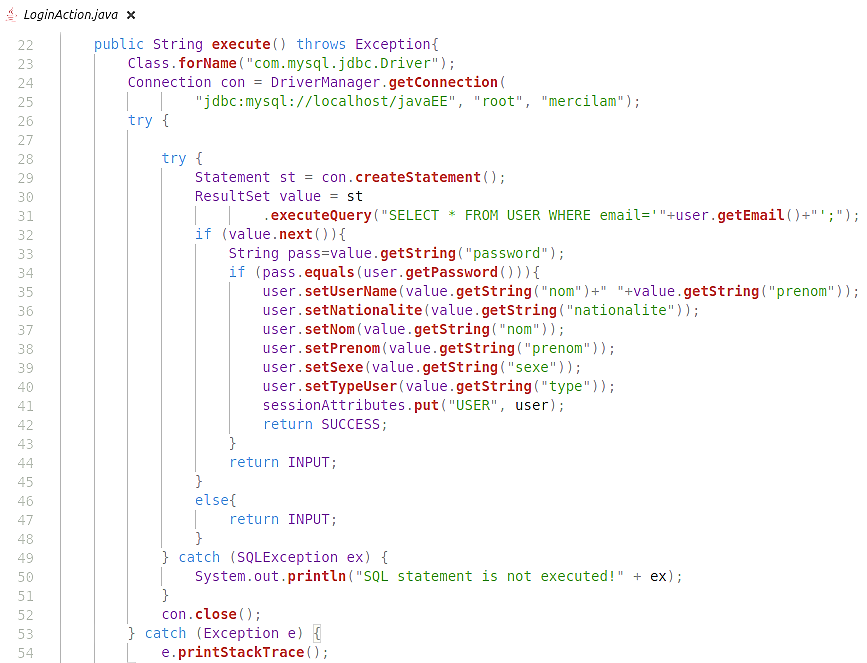 LoginAction.java ×
22 public String execute() throws Exception{
23 Class.forName("com.mysql.jdbc.Driver");
24 Connection con = DriverManager.getConnection(
25 "jdbc:mysql://localhost/javaEE", "root", "mercilam");
26 try {
27
28 try {
29 Statement st = con.createStatement();
30 ResultSet value = st
31 .executeQuery("SELECT * FROM USER WHERE email='"+user.getEmail()+"';");
32 if (value.next()){
33 String pass=value.getString("password");
34 if (pass.equals(user.getPassword())){
35 user.setUserName(value.getString("nom")+" "+value.getString("prenom"));
36 user.setNationalite(value.getString("nationalite"));
37 user.setNom(value.getString("nom"));
38 user.setPrenom(value.getString("prenom"));
39 user.setSexe(value.getString("sexe"));
40 user.setTypeUser(value.getString("type"));
41 sessionAttributes.put("USER", user);
42 return SUCCESS;
43 }
44 return INPUT;
45 }
46 else{
47 return INPUT;
48 }
49 } catch (SQLException ex) {
50 System.out.println("SQL statement is not executed!" + ex);
51 }
52 con.close();
53 } catch (Exception e) {
54 e.printStackTrace();